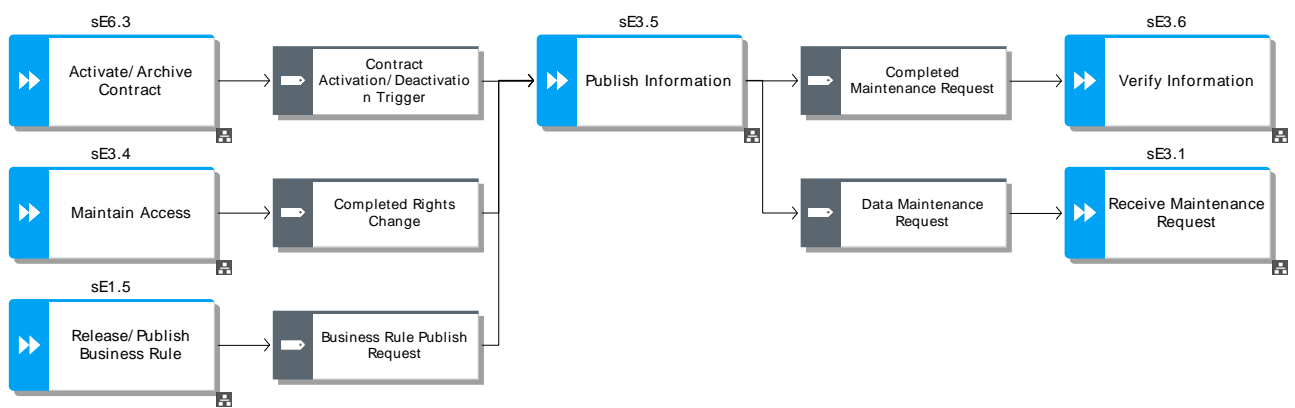 sE6.3
sE3.5
sE3.6
Activate/ Archive
Contract
Contract
Activation/ Deactivatio
n Trigger
Publish Information
Completed
Maintenance Request
Verify Information
sE3.4
sE3.1
Maintain Access
Completed Rights
Change
Data Maintenance
Request
Receive Maintenance
Request
sE1.5
Release/ Publish
Business Rule
Business Rule Publish
Request